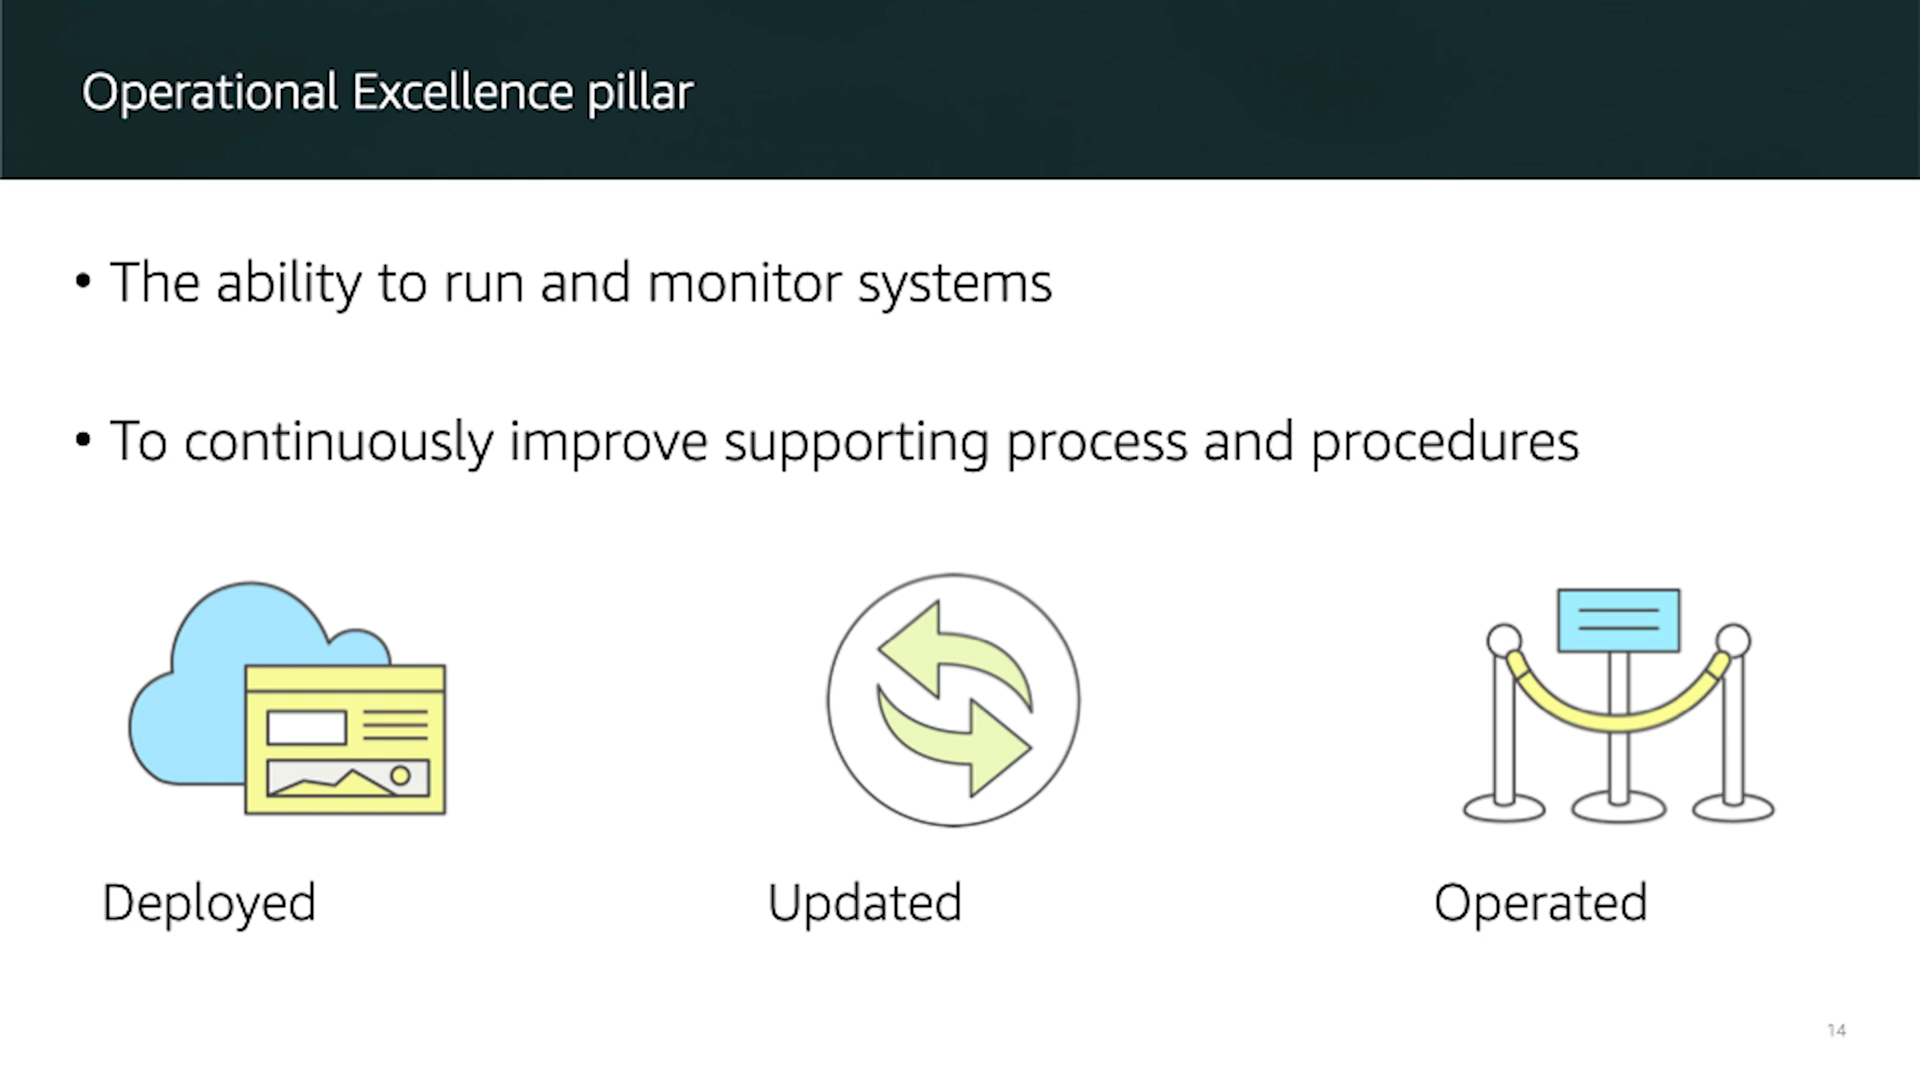 Operational Excellence pillar
• The ability to run and monitor systems
• To continuously improve supporting process and procedures
Deployed
Updated
Operated
14